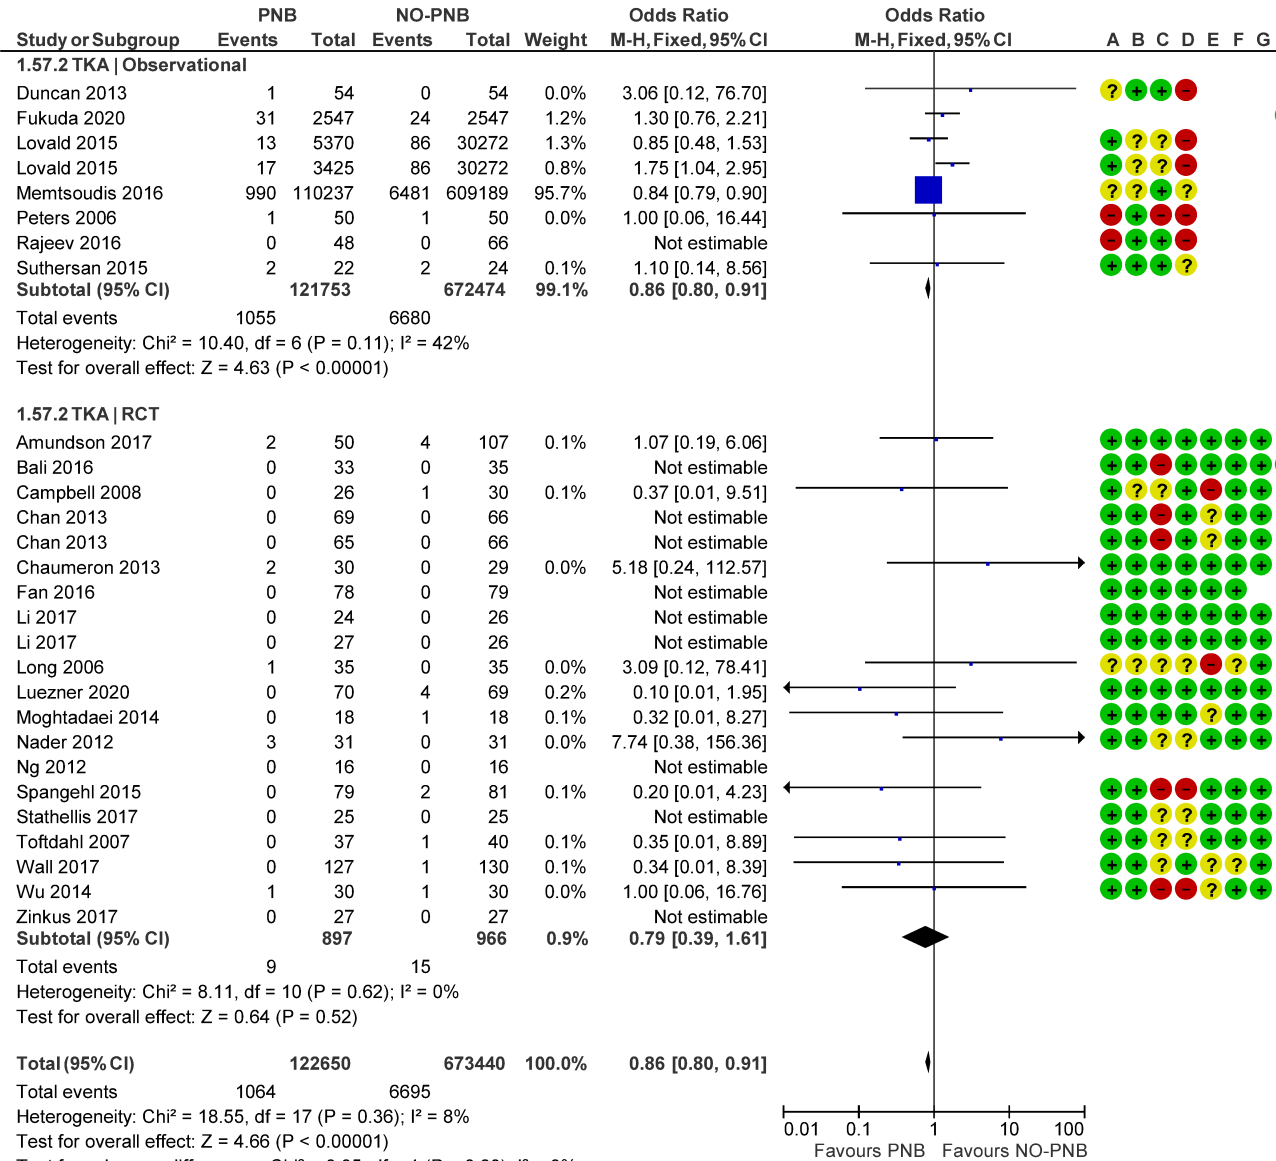 PNB NO-PNB Odds Ratio Odds Ratio
Study or Subgroup Events Total Events Total Weight M-H, Fixed, 95% CI M-H, Fixed, 95% CI A B C D E F G
1.57.2 TKA | Observational
Duncan 2013 1 54 0 54 0.0% 3.06 [0.12, 76.70] ? + + -
Fukuda 2020 31 2547 24 2547 1.2% 1.30 [0.76, 2.21]
Lovald 2015 13 5370 86 30272 1.3% 0.85 [0.48, 1.53] + ? ? -
Lovald 2015 17 3425 86 30272 0.8% 1.75 [1.04, 2.95] + ? ? -
Memtsoudis 2016 990 110237 6481 609189 95.7% 0.84 [0.79, 0.90] ? ? + ?
Peters 2006 1 50 1 50 0.0% 1.00 [0.06, 16.44] - + - -
Rajeev 2016 0 48 0 66 Not estimable - + + -
Suthersan 2015 2 22 2 24 0.1% 1.10 [0.14, 8.56] + + + ?
Subtotal (95% CI) 121753 672474 99.1% 0.86 [0.80, 0.91]
Total events 1055 6680
Heterogeneity: Chi² = 10.40, df = 6 (P = 0.11); I² = 42%
Test for overall effect: Z = 4.63 (P < 0.00001)
1.57.2 TKA | RCT
Amundson 2017 2 50 4 107 0.1% 1.07 [0.19, 6.06] + + + + + + +
Bali 2016 0 33 0 35 Not estimable + + - + + + +
Campbell 2008 0 26 1 30 0.1% 0.37 [0.01, 9.51] + ? ? + - + +
Chan 2013 0 69 0 66 Not estimable + + - + ? + +
Chan 2013 0 65 0 66 Not estimable + + - + ? + +
Chaumeron 2013 2 30 0 29 0.0% 5.18 [0.24, 112.57] + + + + + + +
Fan 2016 0 78 0 79 Not estimable + + + + + +
Li 2017 0 24 0 26 Not estimable + + + + + + +
Li 2017 0 27 0 26 Not estimable + + + + + + +
Long 2006 1 35 0 35 0.0% 3.09 [0.12, 78.41] ? ? ? ? - ? +
Luezner 2020 0 70 4 69 0.2% 0.10 [0.01, 1.95] + + + + + + +
Moghtadaei 2014 0 18 1 18 0.1% 0.32 [0.01, 8.27] + + + + ? + +
Nader 2012 3 31 0 31 0.0% 7.74 [0.38, 156.36] + + ? ? + + +
Ng 2012 0 16 0 16 Not estimable
Spangehl 2015 0 79 2 81 0.1% 0.20 [0.01, 4.23] + + - - + + +
Stathellis 2017 0 25 0 25 Not estimable + + ? ? + + +
Toftdahl 2007 0 37 1 40 0.1% 0.35 [0.01, 8.89] + + ? ? + + +
Wall 2017 0 127 1 130 0.1% 0.34 [0.01, 8.39] + + ? + ? ? +
Wu 2014 1 30 1 30 0.0% 1.00 [0.06, 16.76] + + - - ? + +
Zinkus 2017 0 27 0 27 Not estimable
Subtotal (95% CI) 897 966 0.9% 0.79 [0.39, 1.61]
Total events 9 15
Heterogeneity: Chi² = 8.11, df = 10 (P = 0.62); I² = 0%
Test for overall effect: Z = 0.64 (P = 0.52)
Total (95% CI) 122650 673440 100.0% 0.86 [0.80, 0.91]
Total events 1064 6695
Heterogeneity: Chi² = 18.55, df = 17 (P = 0.36); I² = 8%
Test for overall effect: Z = 4.66 (P < 0.00001)
0.01 0.1 1 10 100
Favours PNB Favours NO-PNB